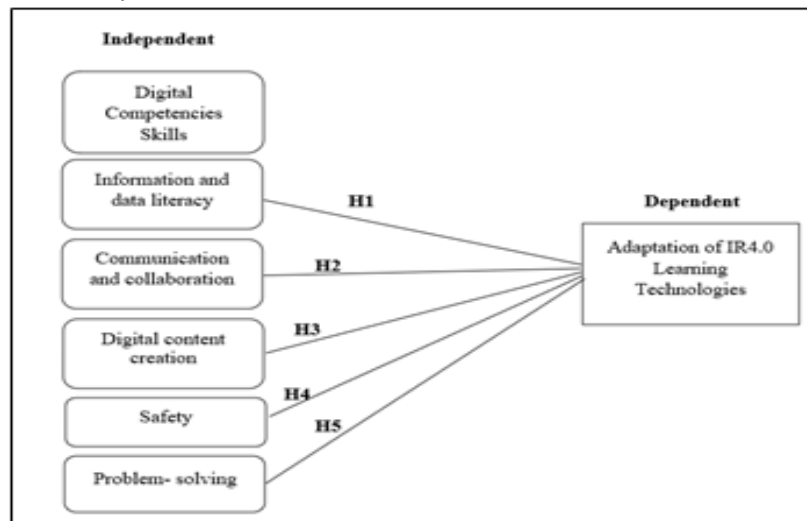 Independent
Digital
Competencies
Skills
Information and
data literacy
H1
Dependent
Communication
and collaboration
H2
Adaptation of IR4.0
Learning
Technologies
Digital content
creation
H3
H4
Safety
H5
Problem- solving